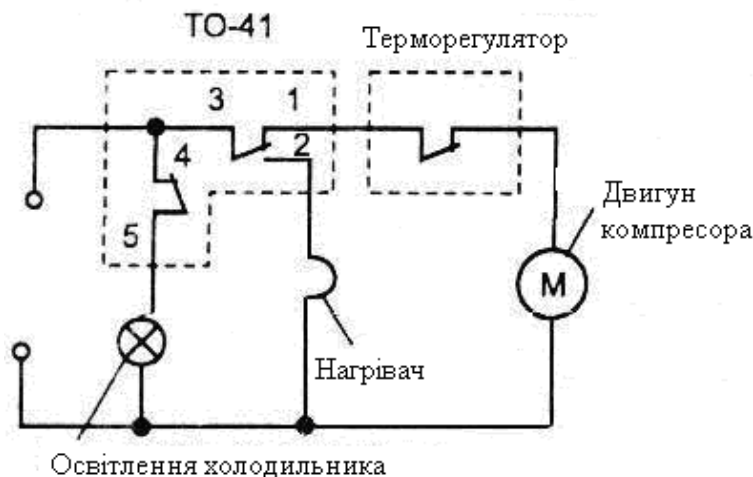 ТО-41
Терморегулятор
3 1
2
4
5
Двигун
компресора
М
Нагрівач
Освітлення холодильника